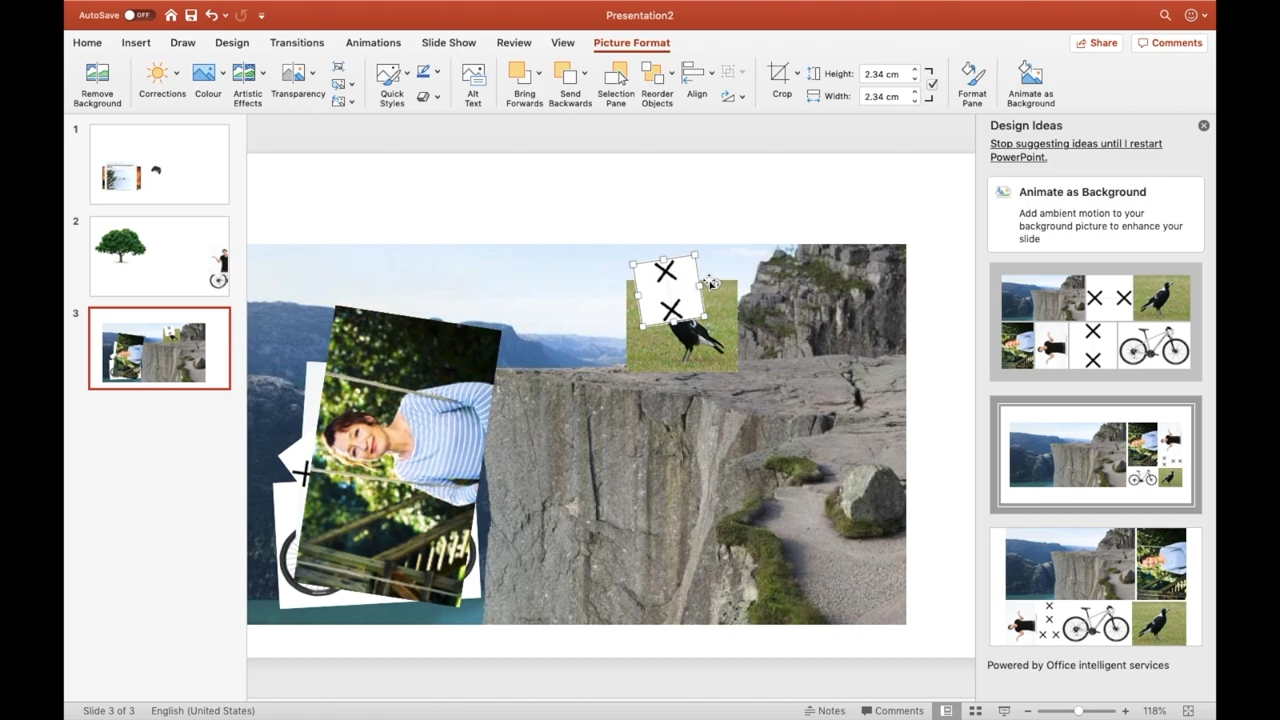 AutoSave OFF Presentation2
Home Insert Draw Design Transitions Animations Slide Show Review View Picture Format Share Comments
Remove Background
Corrections
Colour
Artistic Effects
Transparency
Quick Styles
Alt Text
Bring Forwards
Send Backwards
Selection Pane
Reorder Objects
Align
Crop
Height: 2.34 cm
Width: 2.34 cm
Format Pane
Animate as Background
1
2
3
Design Ideas
Stop suggesting ideas until I restart
PowerPoint.
Animate as Background
Add ambient motion to your
background picture to enhance your
slide
Powered by Office intelligent services
Slide 3 of 3 English (United States) Notes Comments 118%